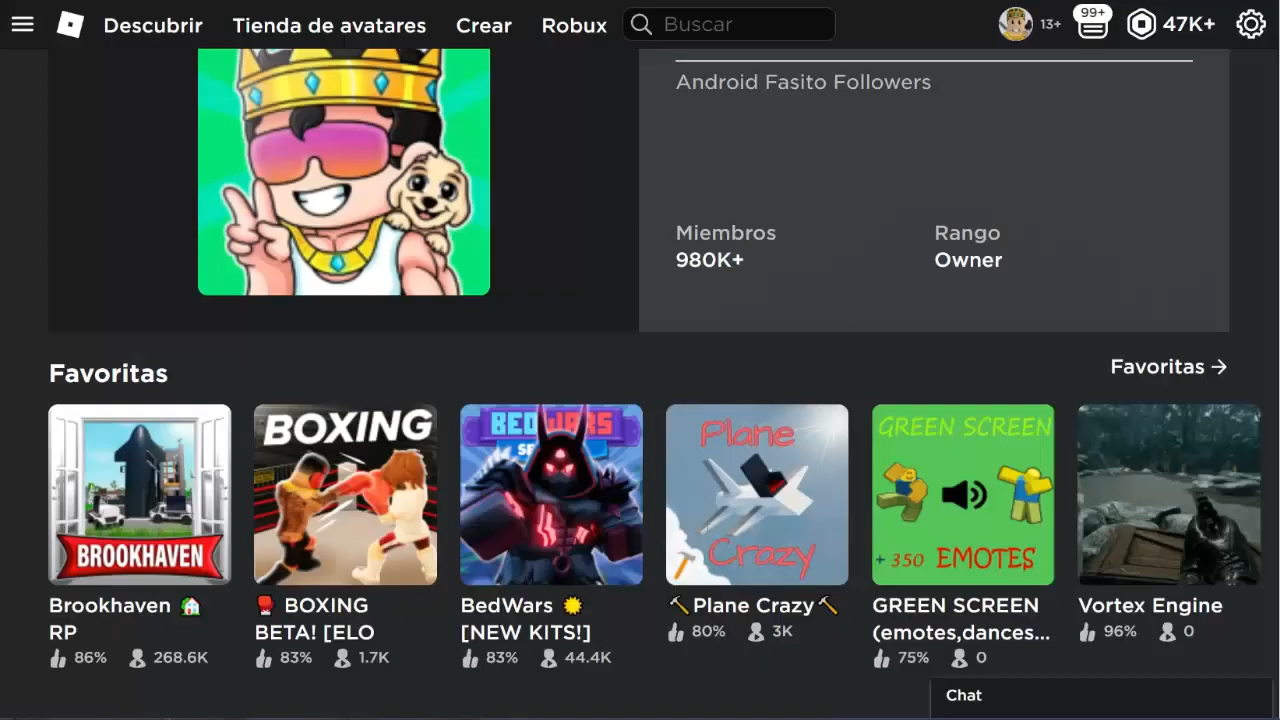 Descubrir Tienda de avatares Crear Robux Buscar 13+ 99+ 47K+
Android Fasito Followers
Miembros Rango
980K+ Owner
Favoritas Favoritas →
BROOKHAVEN
BOXING
BEDWARS
Plane
Crazy
GREEN SCREEN
+ 350 EMOTES
Brookhaven 🏡
RP
86% 268.6K
🥊 BOXING
BETA! [ELO
83% 1.7K
BedWars
[NEW KITS!]
83% 44.4K
🔨Plane Crazy🔨
80% 3K
GREEN SCREEN
(emotes,dances...
75% 0
Vortex Engine
96% 0
Chat